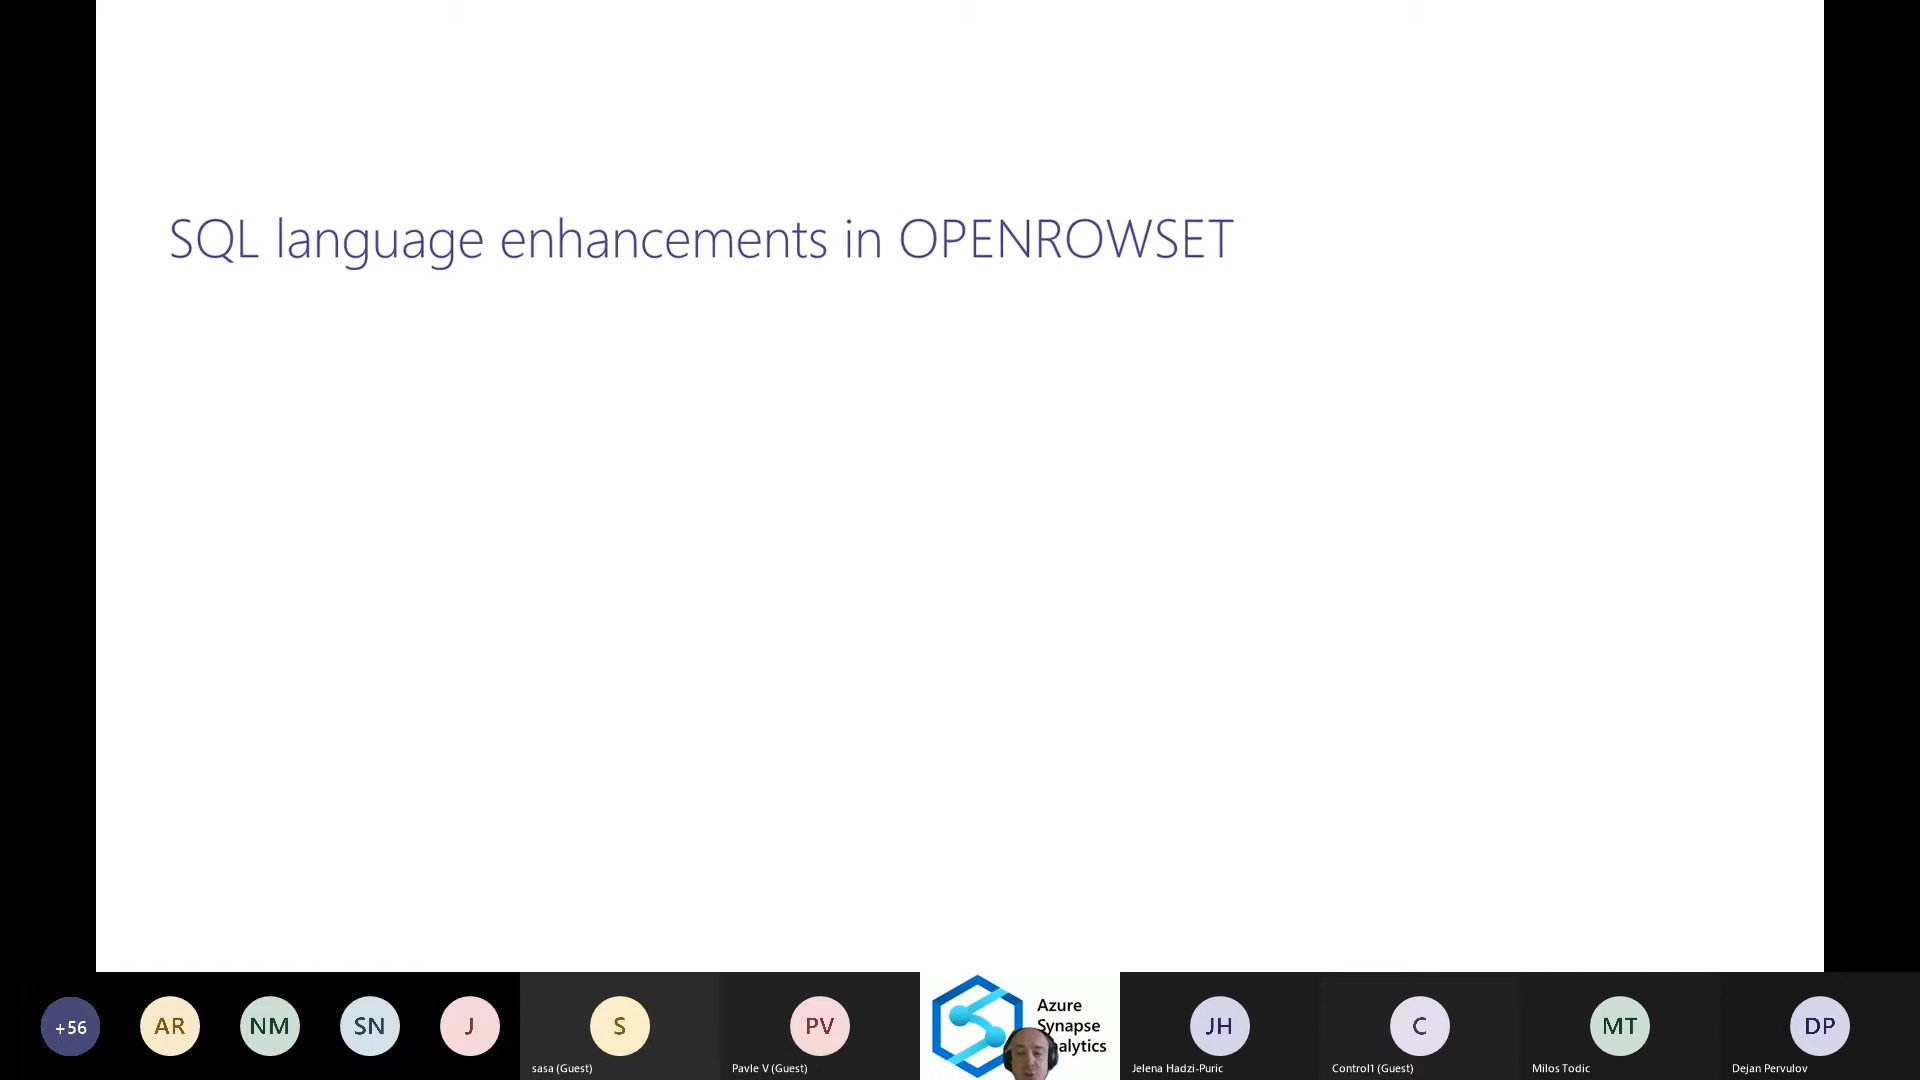 SQL language enhancements in OPENROWSET
+56
AR
NM
SN
J
S
sasa (Guest)
PV
Pavle V (Guest)
Azure
Synapse
alytics
JH
Jelena Hadzi-Puric
C
Control1 (Guest)
MT
Milos Todic
DP
Dejan Pervulov